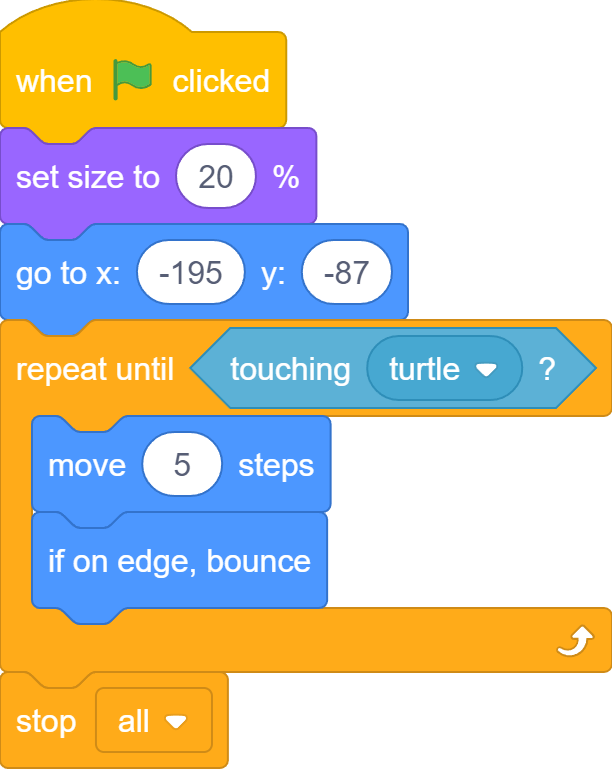 when clicked
set size to 20 %
go to x: -195 y: -87
repeat until touching turtle ?
move 5 steps
if on edge, bounce
stop all